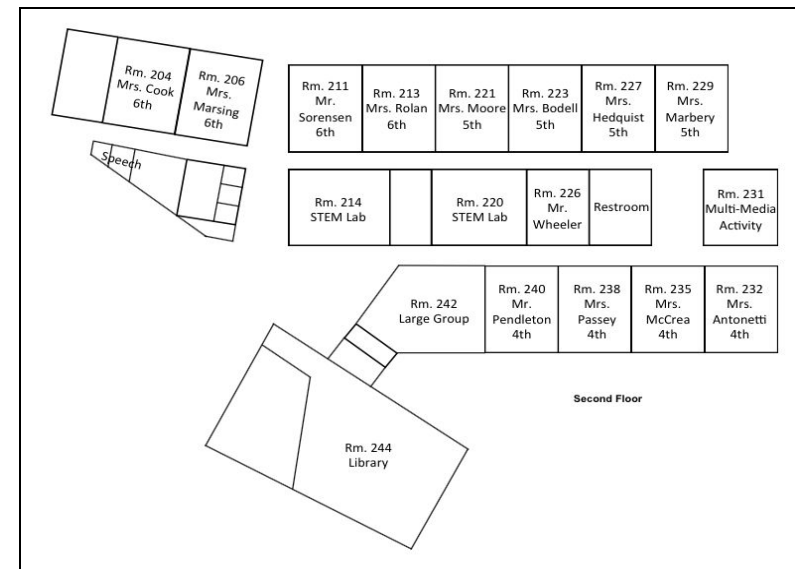 Rm. 204
Mrs. Cook
6th
Rm. 206
Mrs.
Marsing
6th
Rm. 211
Mr.
Sorensen
6th
Rm. 213
Mrs. Rolan
6th
Rm. 221
Mrs. Moore
5th
Rm. 223
Mrs. Bodell
5th
Rm. 227
Mrs.
Hedquist
5th
Rm. 229
Mrs.
Marbery
5th
Speech
Rm. 214
STEM Lab
Rm. 220
STEM Lab
Rm. 226
Mr.
Wheeler
Restroom
Rm. 231
Multi-Media
Activity
Rm. 242
Large Group
Rm. 240
Mr.
Pendleton
4th
Rm. 238
Mrs.
Passey
4th
Rm. 235
Mrs.
McCrea
4th
Rm. 232
Mrs.
Antonetti
4th
Second Floor
Rm. 244
Library